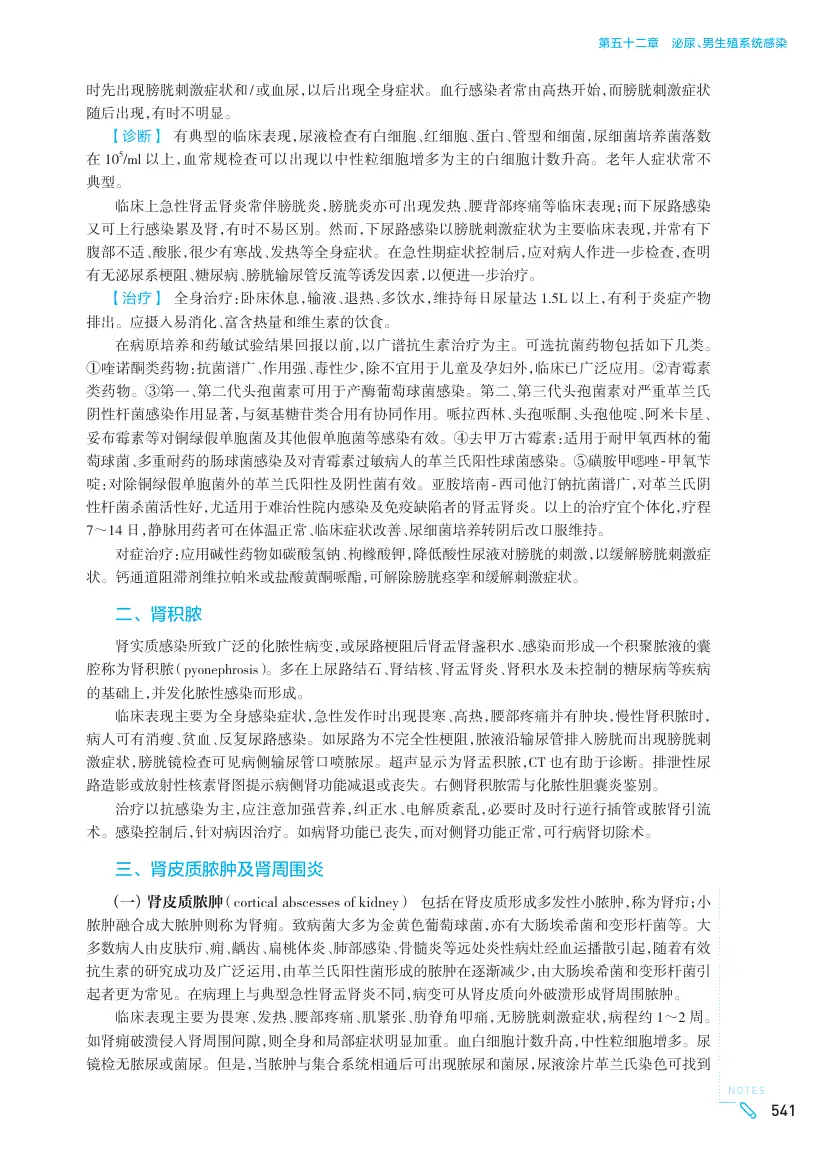 第五十二章　泌尿、男生殖系统感染
时先出现膀胱刺激症状和/或血尿,以后出现全身症状。血行感染者常由高热开始,而膀胱刺激症状
随后出现,有时不明显。
【诊断】 有典型的临床表现,尿液检查有白细胞、红细胞、蛋白、管型和细菌,尿细菌培养菌落数
在 10⁵/ml 以上,血常规检查可以出现以中性粒细胞增多为主的白细胞计数升高。老年人症状常不
典型。
临床上急性肾盂肾炎常伴膀胱炎,膀胱炎亦可出现发热、腰背部疼痛等临床表现;而下尿路感染
又可上行感染累及肾,有时不易区别。然而,下尿路感染以膀胱刺激症状为主要临床表现,并常有下
腹部不适、酸胀,很少有寒战、发热等全身症状。在急性期症状控制后,应对病人作进一步检查,查明
有无泌尿系梗阻、糖尿病、膀胱输尿管反流等诱发因素,以便进一步治疗。
【治疗】 全身治疗:卧床休息,输液、退热、多饮水,维持每日尿量达 1.5L 以上,有利于炎症产物
排出。应摄入易消化、富含热量和维生素的饮食。
在病原培养和药敏试验结果回报以前,以广谱抗生素治疗为主。可选抗菌药物包括如下几类。
①喹诺酮类药物:抗菌谱广、作用强、毒性少,除不宜用于儿童及孕妇外,临床已广泛应用。②青霉素
类药物。③第一、第二代头孢菌素可用于产酶葡萄球菌感染。第二、第三代头孢菌素对严重革兰氏
阴性杆菌感染作用显著,与氨基糖苷类合用有协同作用。哌拉西林、头孢哌酮、头孢他啶、阿米卡星、
妥布霉素等对铜绿假单胞菌及其他假单胞菌等感染有效。④去甲万古霉素:适用于耐甲氧西林的葡
萄球菌、多重耐药的肠球菌感染及对青霉素过敏病人的革兰氏阳性球菌感染。⑤磺胺甲噁唑-甲氧苄
啶:对除铜绿假单胞菌外的革兰氏阳性及阴性菌有效。亚胺培南-西司他汀钠抗菌谱广,对革兰氏阴
性杆菌杀菌活性好,尤适用于难治性院内感染及免疫缺陷者的肾盂肾炎。以上的治疗宜个体化,疗程
7～14 日,静脉用药者可在体温正常、临床症状改善、尿细菌培养转阴后改口服维持。
对症治疗:应用碱性药物如碳酸氢钠、枸橼酸钾,降低酸性尿液对膀胱的刺激,以缓解膀胱刺激症
状。钙通道阻滞剂维拉帕米或盐酸黄酮哌酯,可解除膀胱痉挛和缓解刺激症状。
二、肾积脓
肾实质感染所致广泛的化脓性病变,或尿路梗阻后肾盂肾盏积水、感染而形成一个积聚脓液的囊
腔称为肾积脓(pyonephrosis)。多在上尿路结石、肾结核、肾盂肾炎、肾积水及未控制的糖尿病等疾病
的基础上,并发化脓性感染而形成。
临床表现主要为全身感染症状,急性发作时出现畏寒、高热,腰部疼痛并有肿块,慢性肾积脓时,
病人可有消瘦、贫血、反复尿路感染。如尿路为不完全性梗阻,脓液沿输尿管排入膀胱而出现膀胱刺
激症状,膀胱镜检查可见病侧输尿管口喷脓尿。超声显示为肾盂积脓,CT 也有助于诊断。排泄性尿
路造影或放射性核素肾图提示病侧肾功能减退或丧失。右侧肾积脓需与化脓性胆囊炎鉴别。
治疗以抗感染为主,应注意加强营养,纠正水、电解质紊乱,必要时及时行逆行插管或脓肾引流
术。感染控制后,针对病因治疗。如病肾功能已丧失,而对侧肾功能正常,可行病肾切除术。
三、肾皮质脓肿及肾周围炎
(一) 肾皮质脓肿(cortical abscesses of kidney) 包括在肾皮质形成多发性小脓肿,称为肾疖;小
脓肿融合成大脓肿则称为肾痈。致病菌大多为金黄色葡萄球菌,亦有大肠埃希菌和变形杆菌等。大
多数病人由皮肤疖、痈、龋齿、扁桃体炎、肺部感染、骨髓炎等远处炎性病灶经血运播散引起,随着有效
抗生素的研究成功及广泛运用,由革兰氏阳性菌形成的脓肿在逐渐减少,由大肠埃希菌和变形杆菌引
起者更为常见。在病理上与典型急性肾盂肾炎不同,病变可从肾皮质向外破溃形成肾周围脓肿。
临床表现主要为畏寒、发热、腰部疼痛、肌紧张、肋脊角叩痛,无膀胱刺激症状,病程约 1～2 周。
如肾痈破溃侵入肾周围间隙,则全身和局部症状明显加重。血白细胞计数升高,中性粒细胞增多。尿
镜检无脓尿或菌尿。但是,当脓肿与集合系统相通后可出现脓尿和菌尿,尿液涂片革兰氏染色可找到
NOTES
541